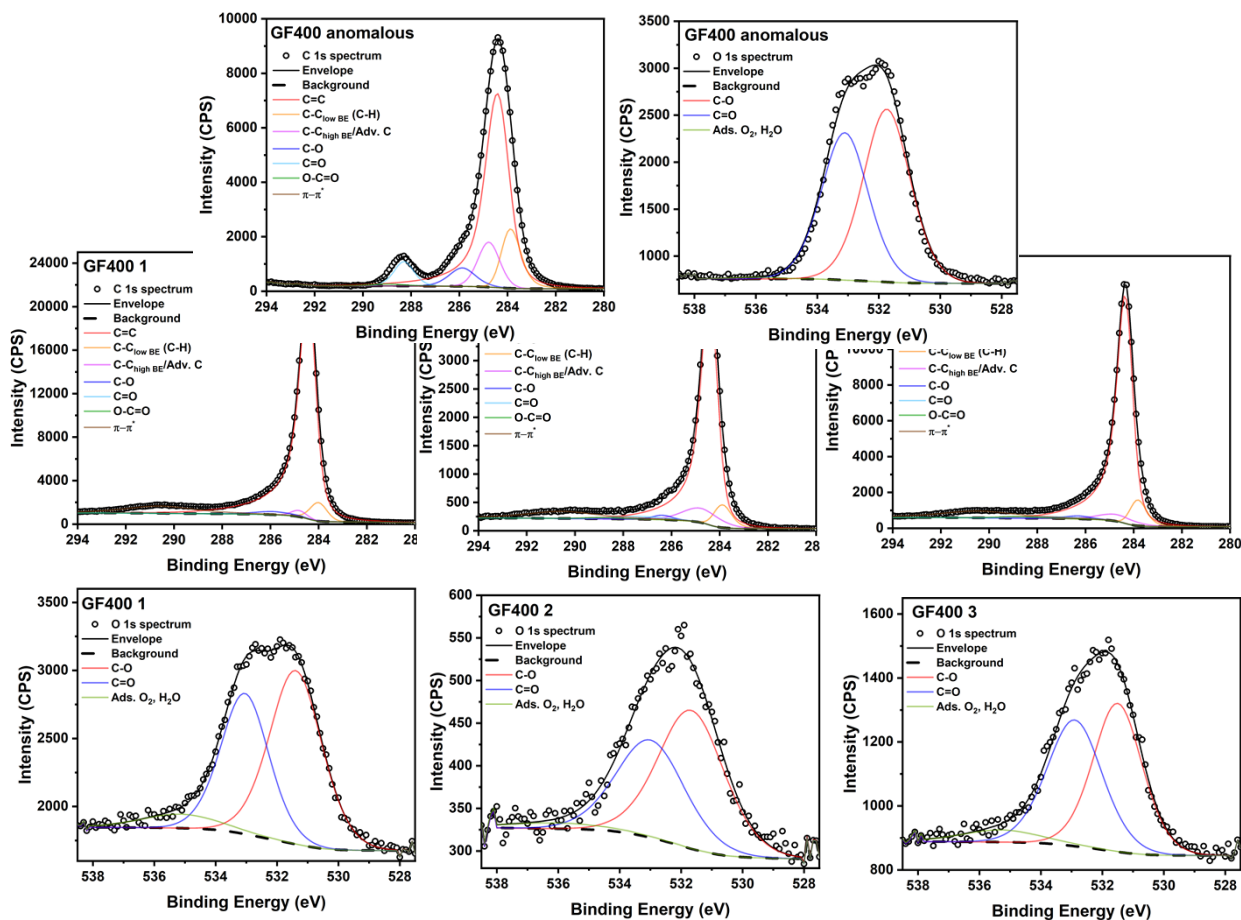 GF400 anomalous
C 1s spectrum
Envelope
Background
C=C
C-C low BE (C-H)
C-C high BE/Adv. C
C-O
C=O
O-C=O
π–π*
10000
8000
6000
4000
2000
0
294 292 290 288 286 284 282 280
Intensity (CPS)
Binding Energy (eV)
GF400 anomalous
O 1s spectrum
Envelope
Background
C-O
C=O
Ads. O2, H2O
3500
3000
2500
2000
1500
1000
538 536 534 532 530 528
Intensity (CPS)
Binding Energy (eV)
GF400 1
C 1s spectrum
Envelope
Background
C=C
C-C low BE (C-H)
C-C high BE/Adv. C
C-O
C=O
O-C=O
π–π*
24000
20000
16000
12000
8000
4000
0
294 292 290 288 286 284 282 28
Intensity (CPS)
Binding Energy (eV)
C-C low BE (C-H)
C-C high BE/Adv. C
C-O
C=O
O-C=O
π–π*
3000
2500
2000
1500
1000
500
0
294 292 290 288 286 284 282 280
Intensity (CPS)
Binding Energy (eV)
C-C low BE (C-H)
C-C high BE/Adv. C
C-O
C=O
O-C=O
π–π*
8000
6000
4000
2000
0
294 292 290 288 286 284 282 280
Intensity (CPS)
Binding Energy (eV)
GF400 1
O 1s spectrum
Envelope
Background
C-O
C=O
Ads. O2, H2O
3500
3000
2500
2000
538 536 534 532 530 528
Intensity (CPS)
Binding Energy (eV)
GF400 2
O 1s spectrum
Envelope
Background
C-O
C=O
Ads. O2, H2O
600
550
500
450
400
350
300
538 536 534 532 530 528
Intensity (CPS)
Binding Energy (eV)
GF400 3
O 1s spectrum
Envelope
Background
C-O
C=O
Ads. O2, H2O
1600
1400
1200
1000
800
538 536 534 532 530 528
Intensity (CPS)
Binding Energy (eV)